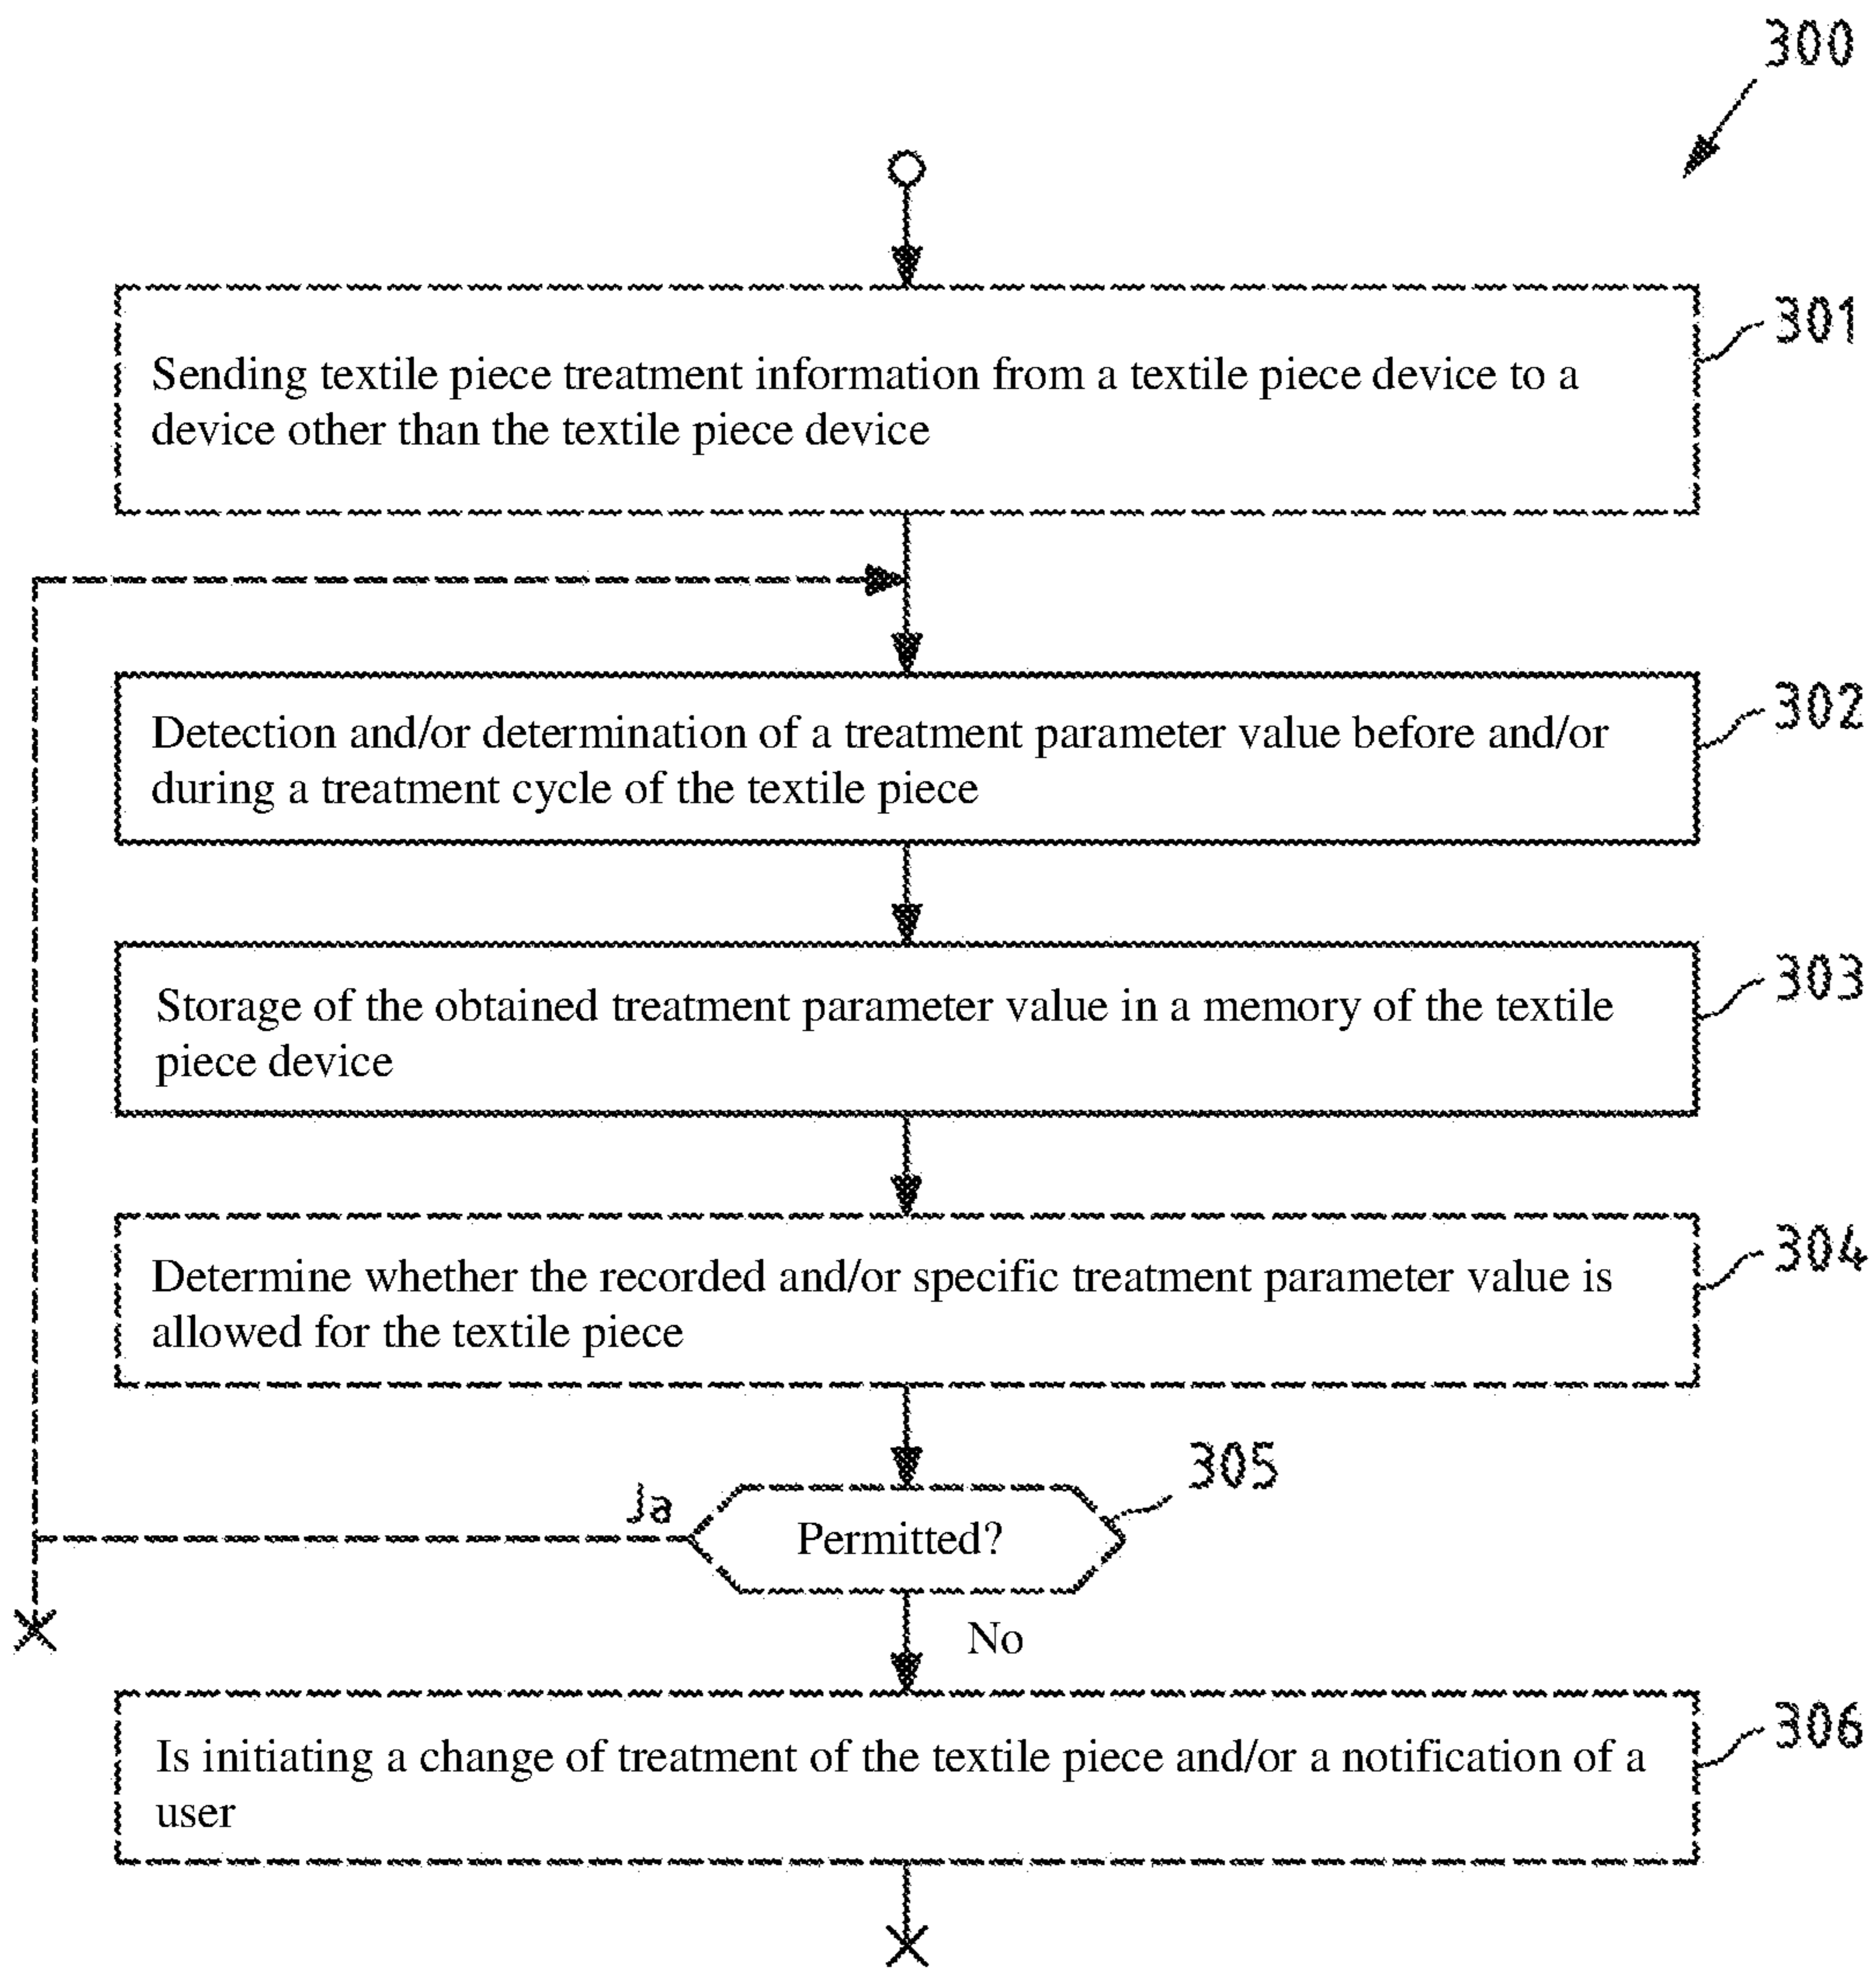 300
301
Sending textile piece treatment information from a textile piece device to a
device other than the textile piece device
302
Detection and/or determination of a treatment parameter value before and/or
during a treatment cycle of the textile piece
303
Storage of the obtained treatment parameter value in a memory of the textile
piece device
304
Determine whether the recorded and/or specific treatment parameter value is
allowed for the textile piece
305
Ja
Permitted?
No
306
Is initiating a change of treatment of the textile piece and/or a notification of a
user